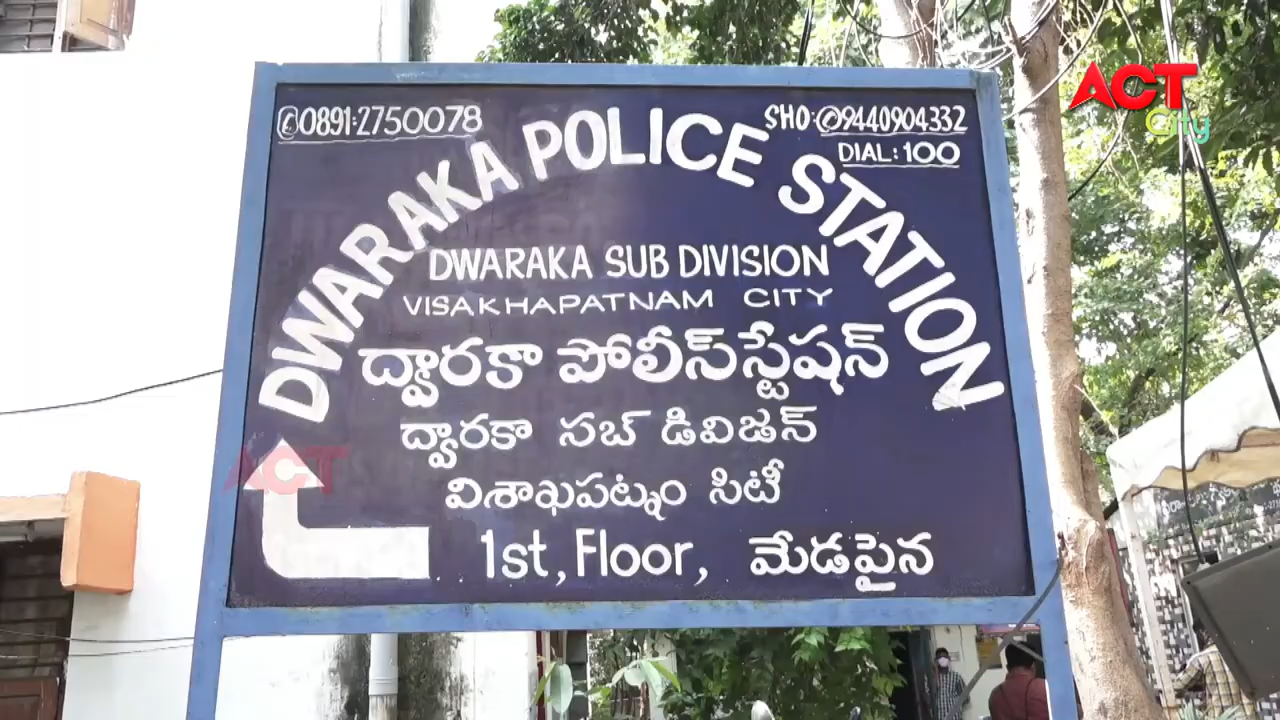 ✆0891-2750078
SHO:✆9440904332
DIAL:100
DWARAKA POLICE STATION
DWARAKA SUB DIVISION
VISAKHAPATNAM CITY
ద్వారకా పోలీస్‌స్టేషన్
ద్వారకా సబ్ డివిజన్
విశాఖపట్నం సిటీ
1st, Floor, మేడపైన
ACT
City
ACT